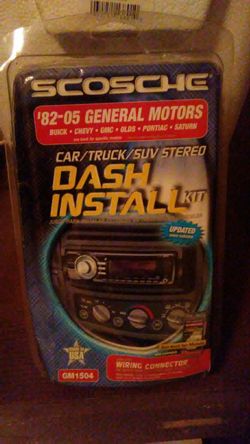 SCOSCHE
'82-05 GENERAL MOTORS
BUICK • CHEVY • GMC • OLDS • PONTIAC • SATURN
CAR/TRUCK/SUV STEREO
DASH
INSTALL KIT
UPDATED
USA
GM1504
WIRING CONNECTOR